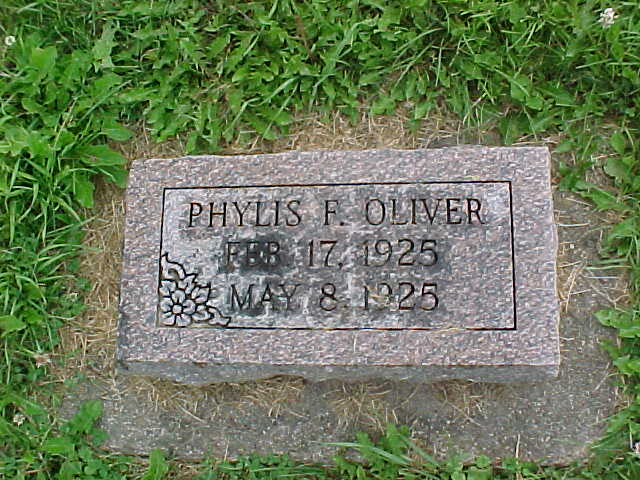 PHYLIS F. OLIVER
FEB 17, 1925
MAY 8, 1925